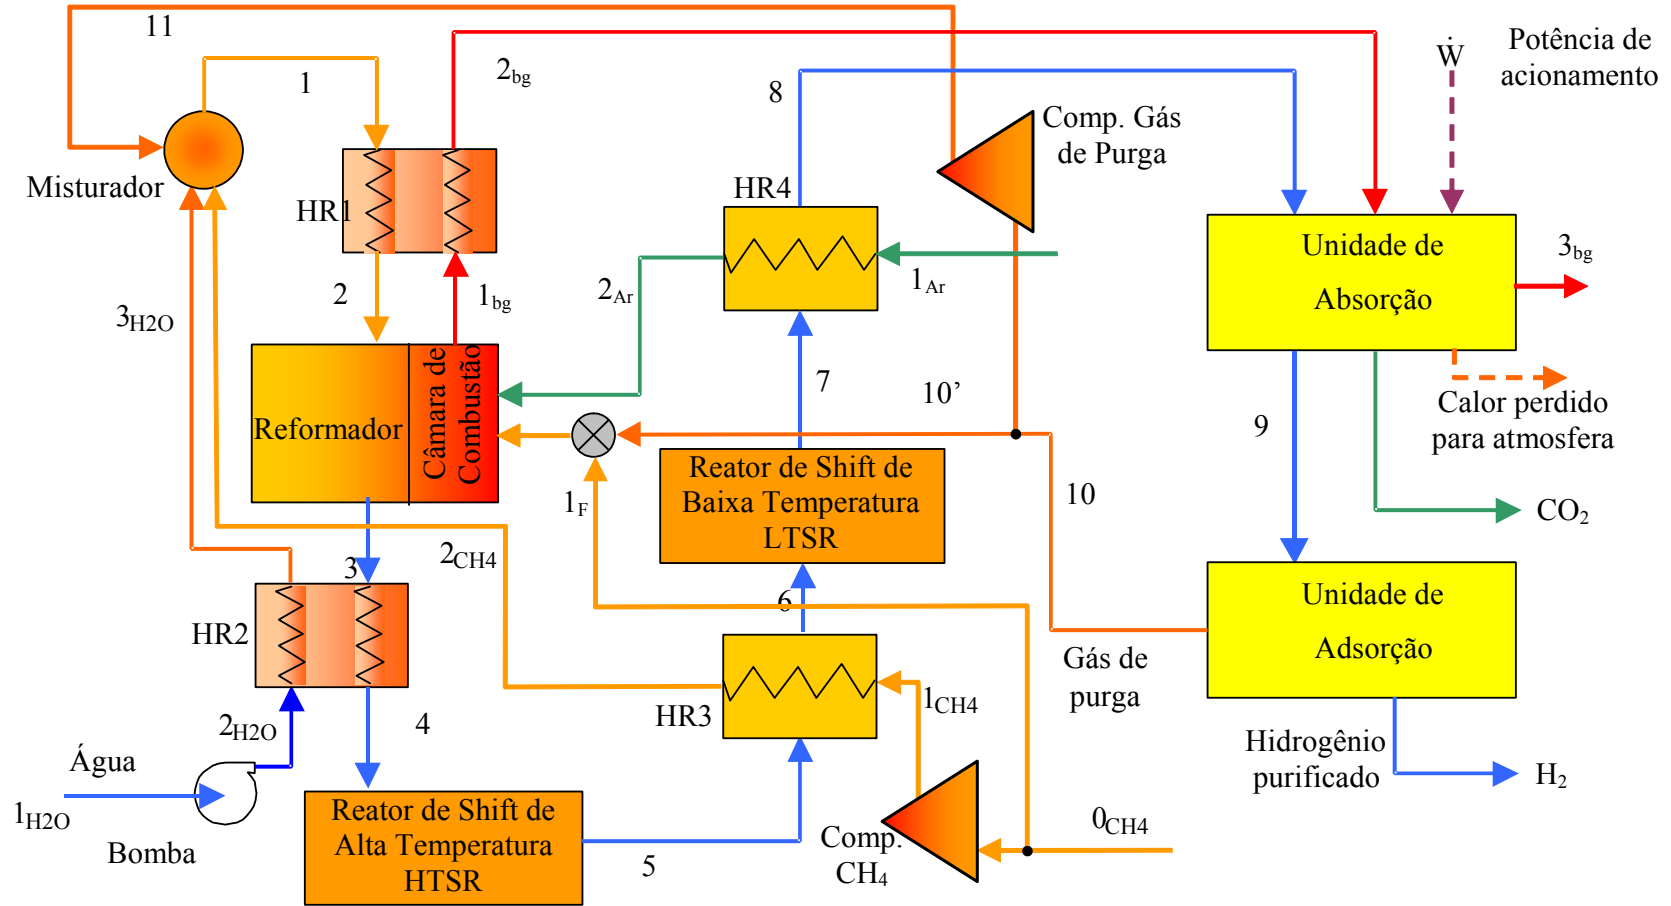 11
1
2bg
8
Ẇ
Potência de
acionamento
Misturador
HR1
HR4
Comp. Gás
de Purga
Unidade de
Absorção
3bg
2
1bg
3H2O
2Ar
1Ar
7
10’
Reformador
Câmara de
Combustão
Calor perdido
para atmosfera
9
Reator de Shift de
Baixa Temperatura
LTSR
1F
10
CO2
2CH4
3
6
HR2
Unidade de
Adsorção
Gás de
purga
HR3
1CH4
2H2O
4
Água
1H2O
Bomba
Hidrogênio
purificado
H2
Reator de Shift de
Alta Temperatura
HTSR
5
Comp.
CH4
0CH4